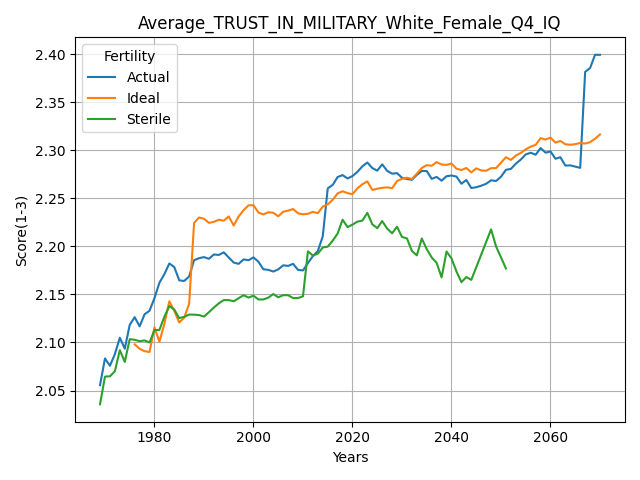 Average_TRUST_IN_MILITARY_White_Female_Q4_IQ
Fertility
Actual
Ideal
Sterile
Score(1-3)
2.40
2.35
2.30
2.25
2.20
2.15
2.10
2.05
1980 2000 2020 2040 2060
Years